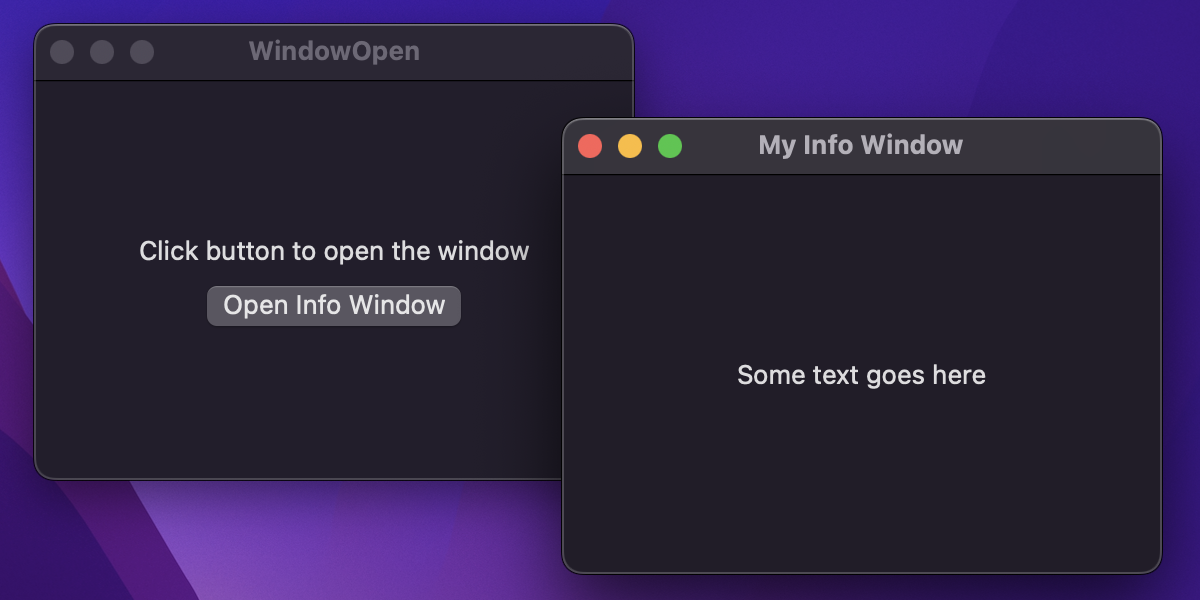 WindowOpen
Click button to open the window
Open Info Window
My Info Window
Some text goes here